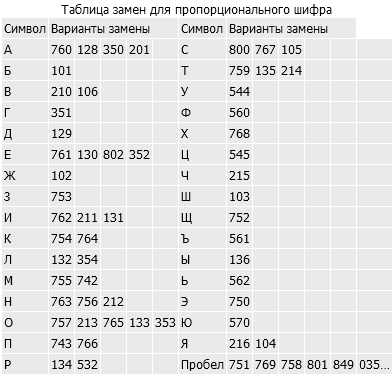 Таблица замен для пропорционального шифра
Символ Варианты замены Символ Варианты замены
А 760 128 350 201 С 800 767 105
Б 101 Т 759 135 214
В 210 106 У 544
Г 351 Ф 560
Д 129 Х 768
Е 761 130 802 352 Ц 545
Ж 102 Ч 215
З 753 Ш 103
И 762 211 131 Щ 752
К 754 764 Ъ 561
Л 132 354 Ы 136
М 755 742 Ь 562
Н 763 756 212 Э 750
О 757 213 765 133 353 Ю 570
П 743 766 Я 216 104
Р 134 532 Пробел 751 769 758 801 849 035...